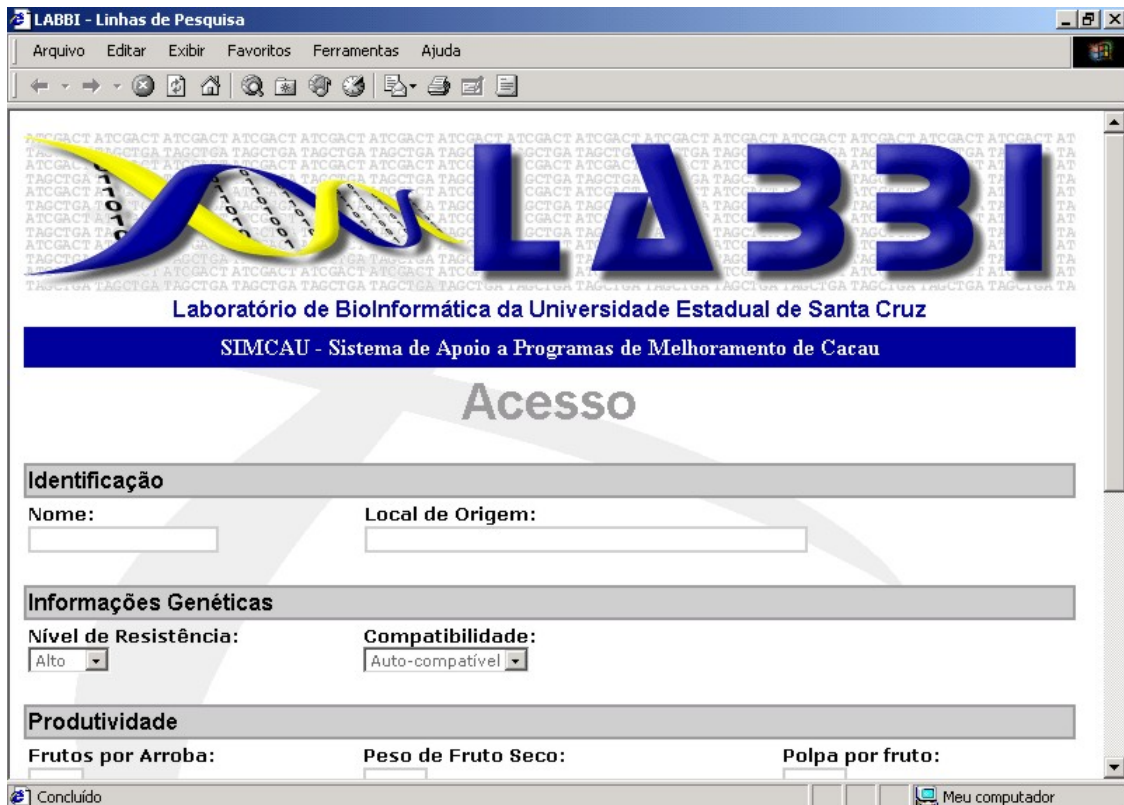 LABBI - Linhas de Pesquisa
Arquivo Editar Exibir Favoritos Ferramentas Ajuda
LABBI
Laboratório de BioInformática da Universidade Estadual de Santa Cruz
SIMCAU - Sistema de Apoio a Programas de Melhoramento de Cacau
Acesso
Identificação
Nome: Local de Origem:
Informações Genéticas
Nível de Resistência: Compatibilidade:
Alto Auto-compatível
Produtividade
Frutos por Arroba: Peso de Fruto Seco: Polpa por fruto:
Concluído Meu computador